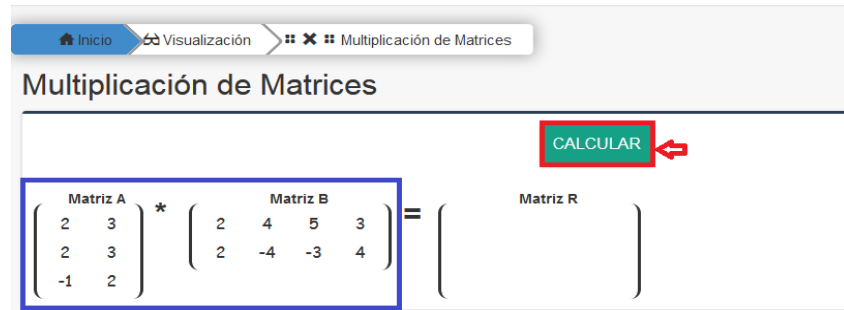 Inicio Visualización Multiplicación de Matrices
Multiplicación de Matrices
CALCULAR
Matriz A * Matriz B = Matriz R
2 3 2 4 5 3
2 3 2 -4 -3 4
-1 2